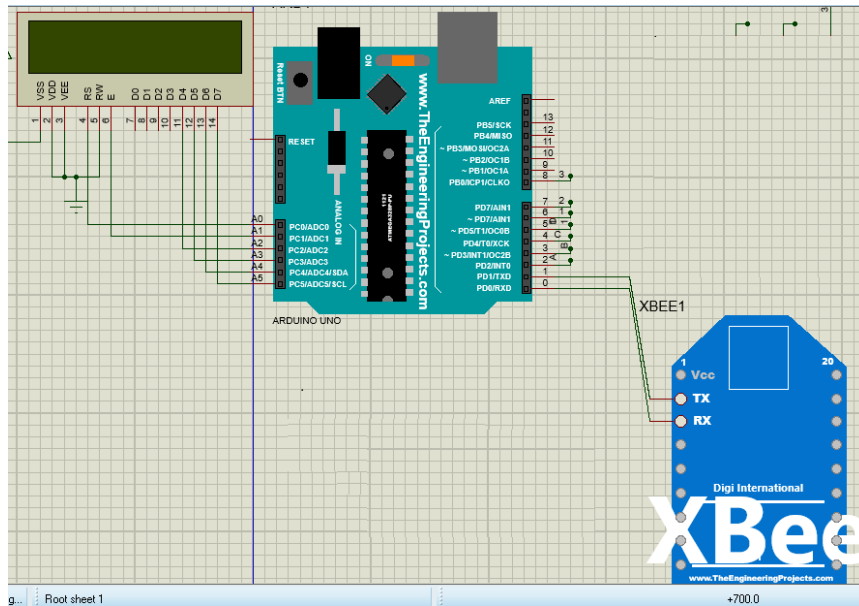 VSS
VDD
VEE
RS
RW
E
D0
D1
D2
D3
D4
D5
D6
D7
1
2
3
4
5
6
7
8
9
10
11
12
13
14
Reset BTN
ON
www.TheEngineeringProjects.com
RESET
ANALOG IN
A0
A1
A2
A3
A4
A5
PC0/ADC0
PC1/ADC1
PC2/ADC2
PC3/ADC3
PC4/ADC4/SDA
PC5/ADC5/SCL
AREF
PB5/SCK
PB4/MISO
~ PB3/MOSI/OC2A
~ PB2/OC1B
~ PB1/OC1A
PB0/ICP1/CLKO
PD7/AIN1
~ PD7/AIN1
~ PD5/T1/OC0B
PD4/T0/XCK
~ PD3/INT1/OC2B
PD2/INT0
PD1/TXD
PD0/RXD
13
12
11
10
9
8
7
6
5
4
3
2
1
0
3
2
1
D
C
B
A
3
ARDUINO UNO
XBEE1
1
20
Vcc
TX
RX
Digi International
XBee
www.TheEngineeringProjects.com
g...
Root sheet 1
+700.0